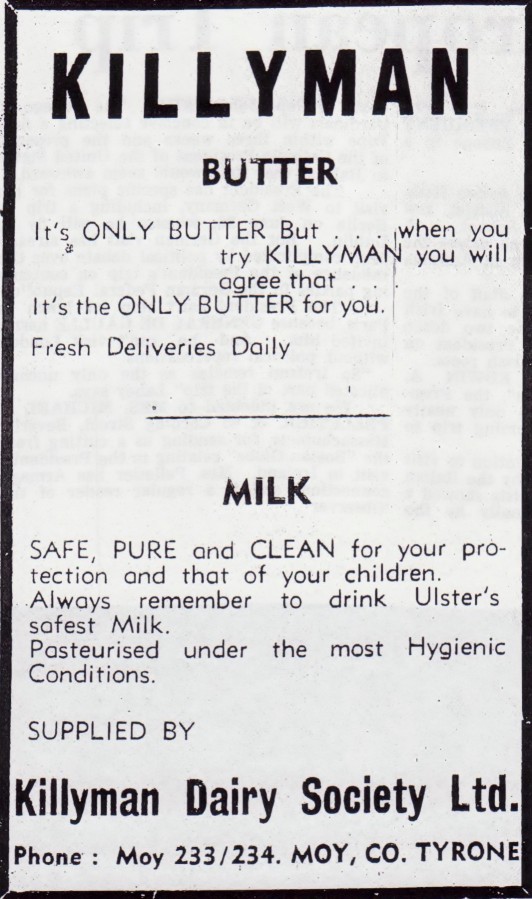 KILLYMAN
BUTTER
It's ONLY BUTTER But . . . . when you
try KILLYMAN you will
agree that . . .
It's the ONLY BUTTER for you.
Fresh Deliveries Daily
MILK
SAFE, PURE and CLEAN for your pro-
tection and that of your children.
Always remember to drink Ulster's
safest Milk.
Pasteurised under the most Hygienic
Conditions.
SUPPLIED BY
Killyman Dairy Society Ltd.
Phone : Moy 233/234. MOY, CO. TYRONE